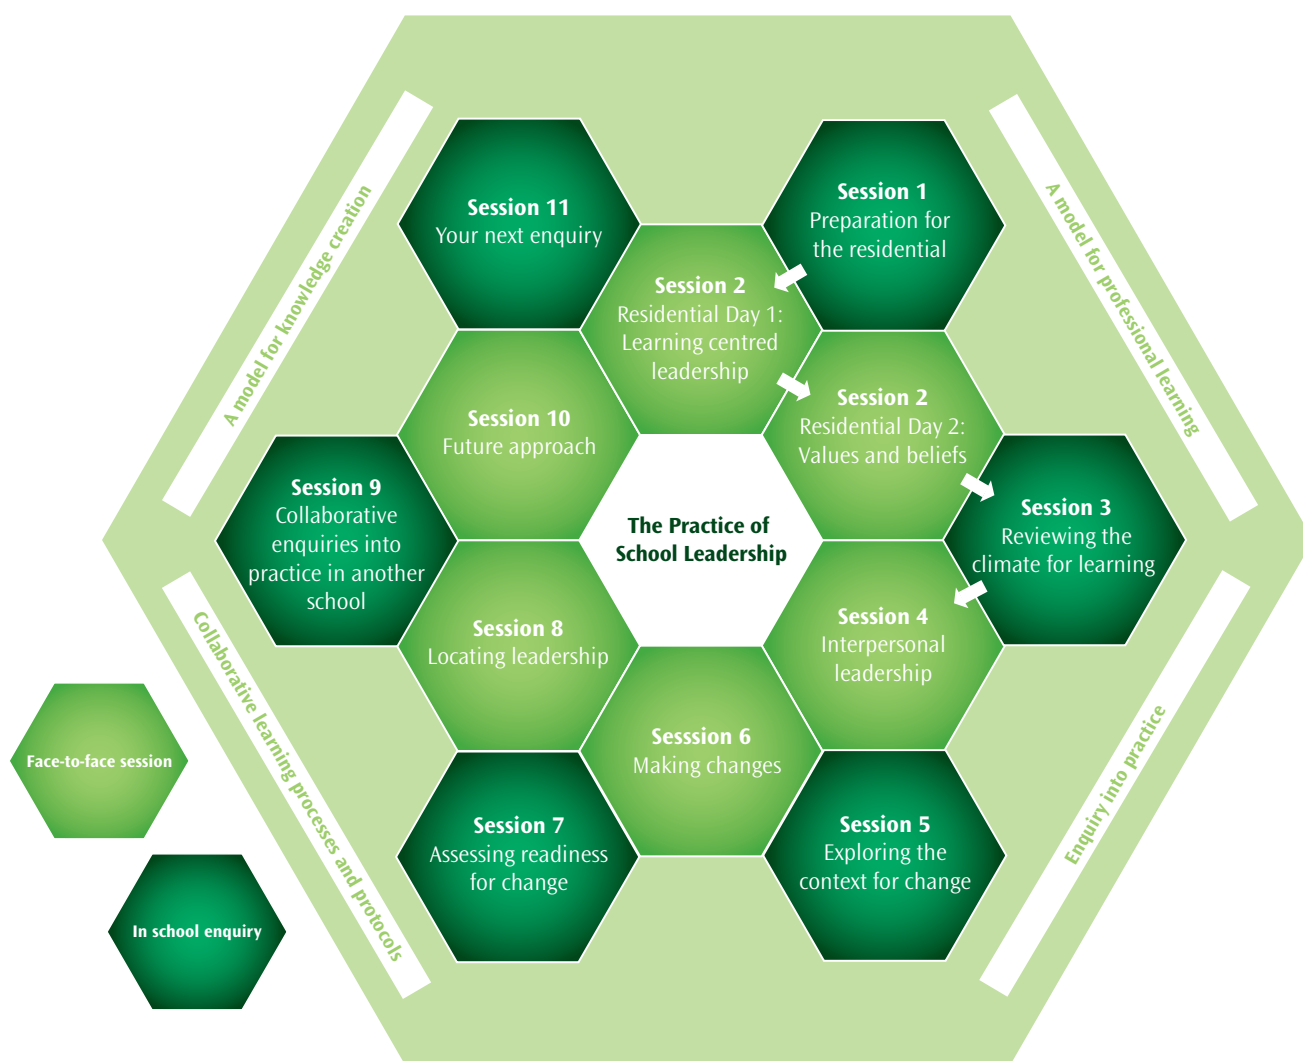 A model for knowledge creation
A model for professional learning
Session 11
Your next enquiry
Session 1
Preparation for
the residential
Session 2
Residential Day 1:
Learning centred
leadership
Session 2
Residential Day 2:
Values and beliefs
Session 10
Future approach
Session 9
Collaborative
enquiries into
practice in another
school
The Practice of
School Leadership
Session 3
Reviewing the
climate for learning
Session 8
Locating leadership
Session 4
Interpersonal
leadership
Sesssion 6
Making changes
Session 7
Assessing readiness
for change
Session 5
Exploring the
context for change
Collaborative learning processes and protocols
Enquiry into practice
Face-to-face session
In school enquiry